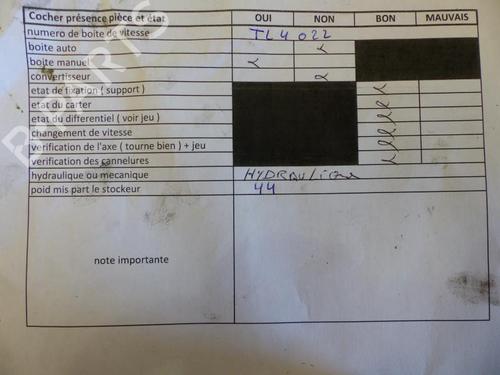 Cocher présence pièce et état OUI NON BON MAUVAIS
numero de boite de vitesse TL4 022
boite auto
boite manuel
convertisseur
etat de fixation ( support )
etat du carter
etat du differentiel ( voir jeu )
changement de vitesse
verification de l'axe ( tourne bien ) + jeu
verification des cannelures
hydraulique ou mecanique HYDRAULIQUE
poid mis part le stockeur 44
note importante